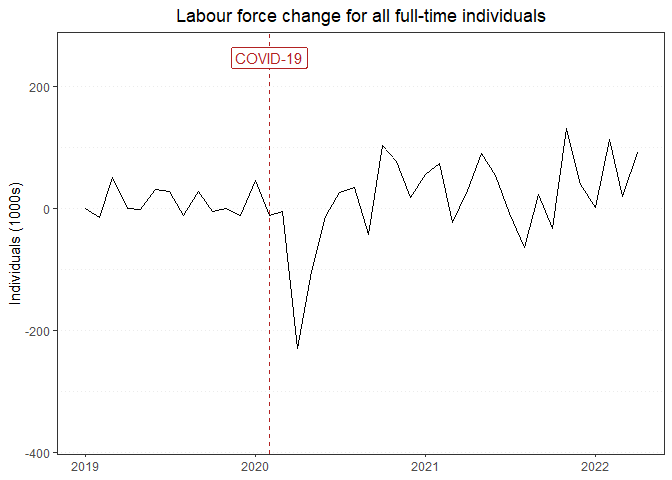 Labour force change for all full-time individuals
COVID-19
200
0
-200
-400
Individuals (1000s)
2019 2020 2021 2022